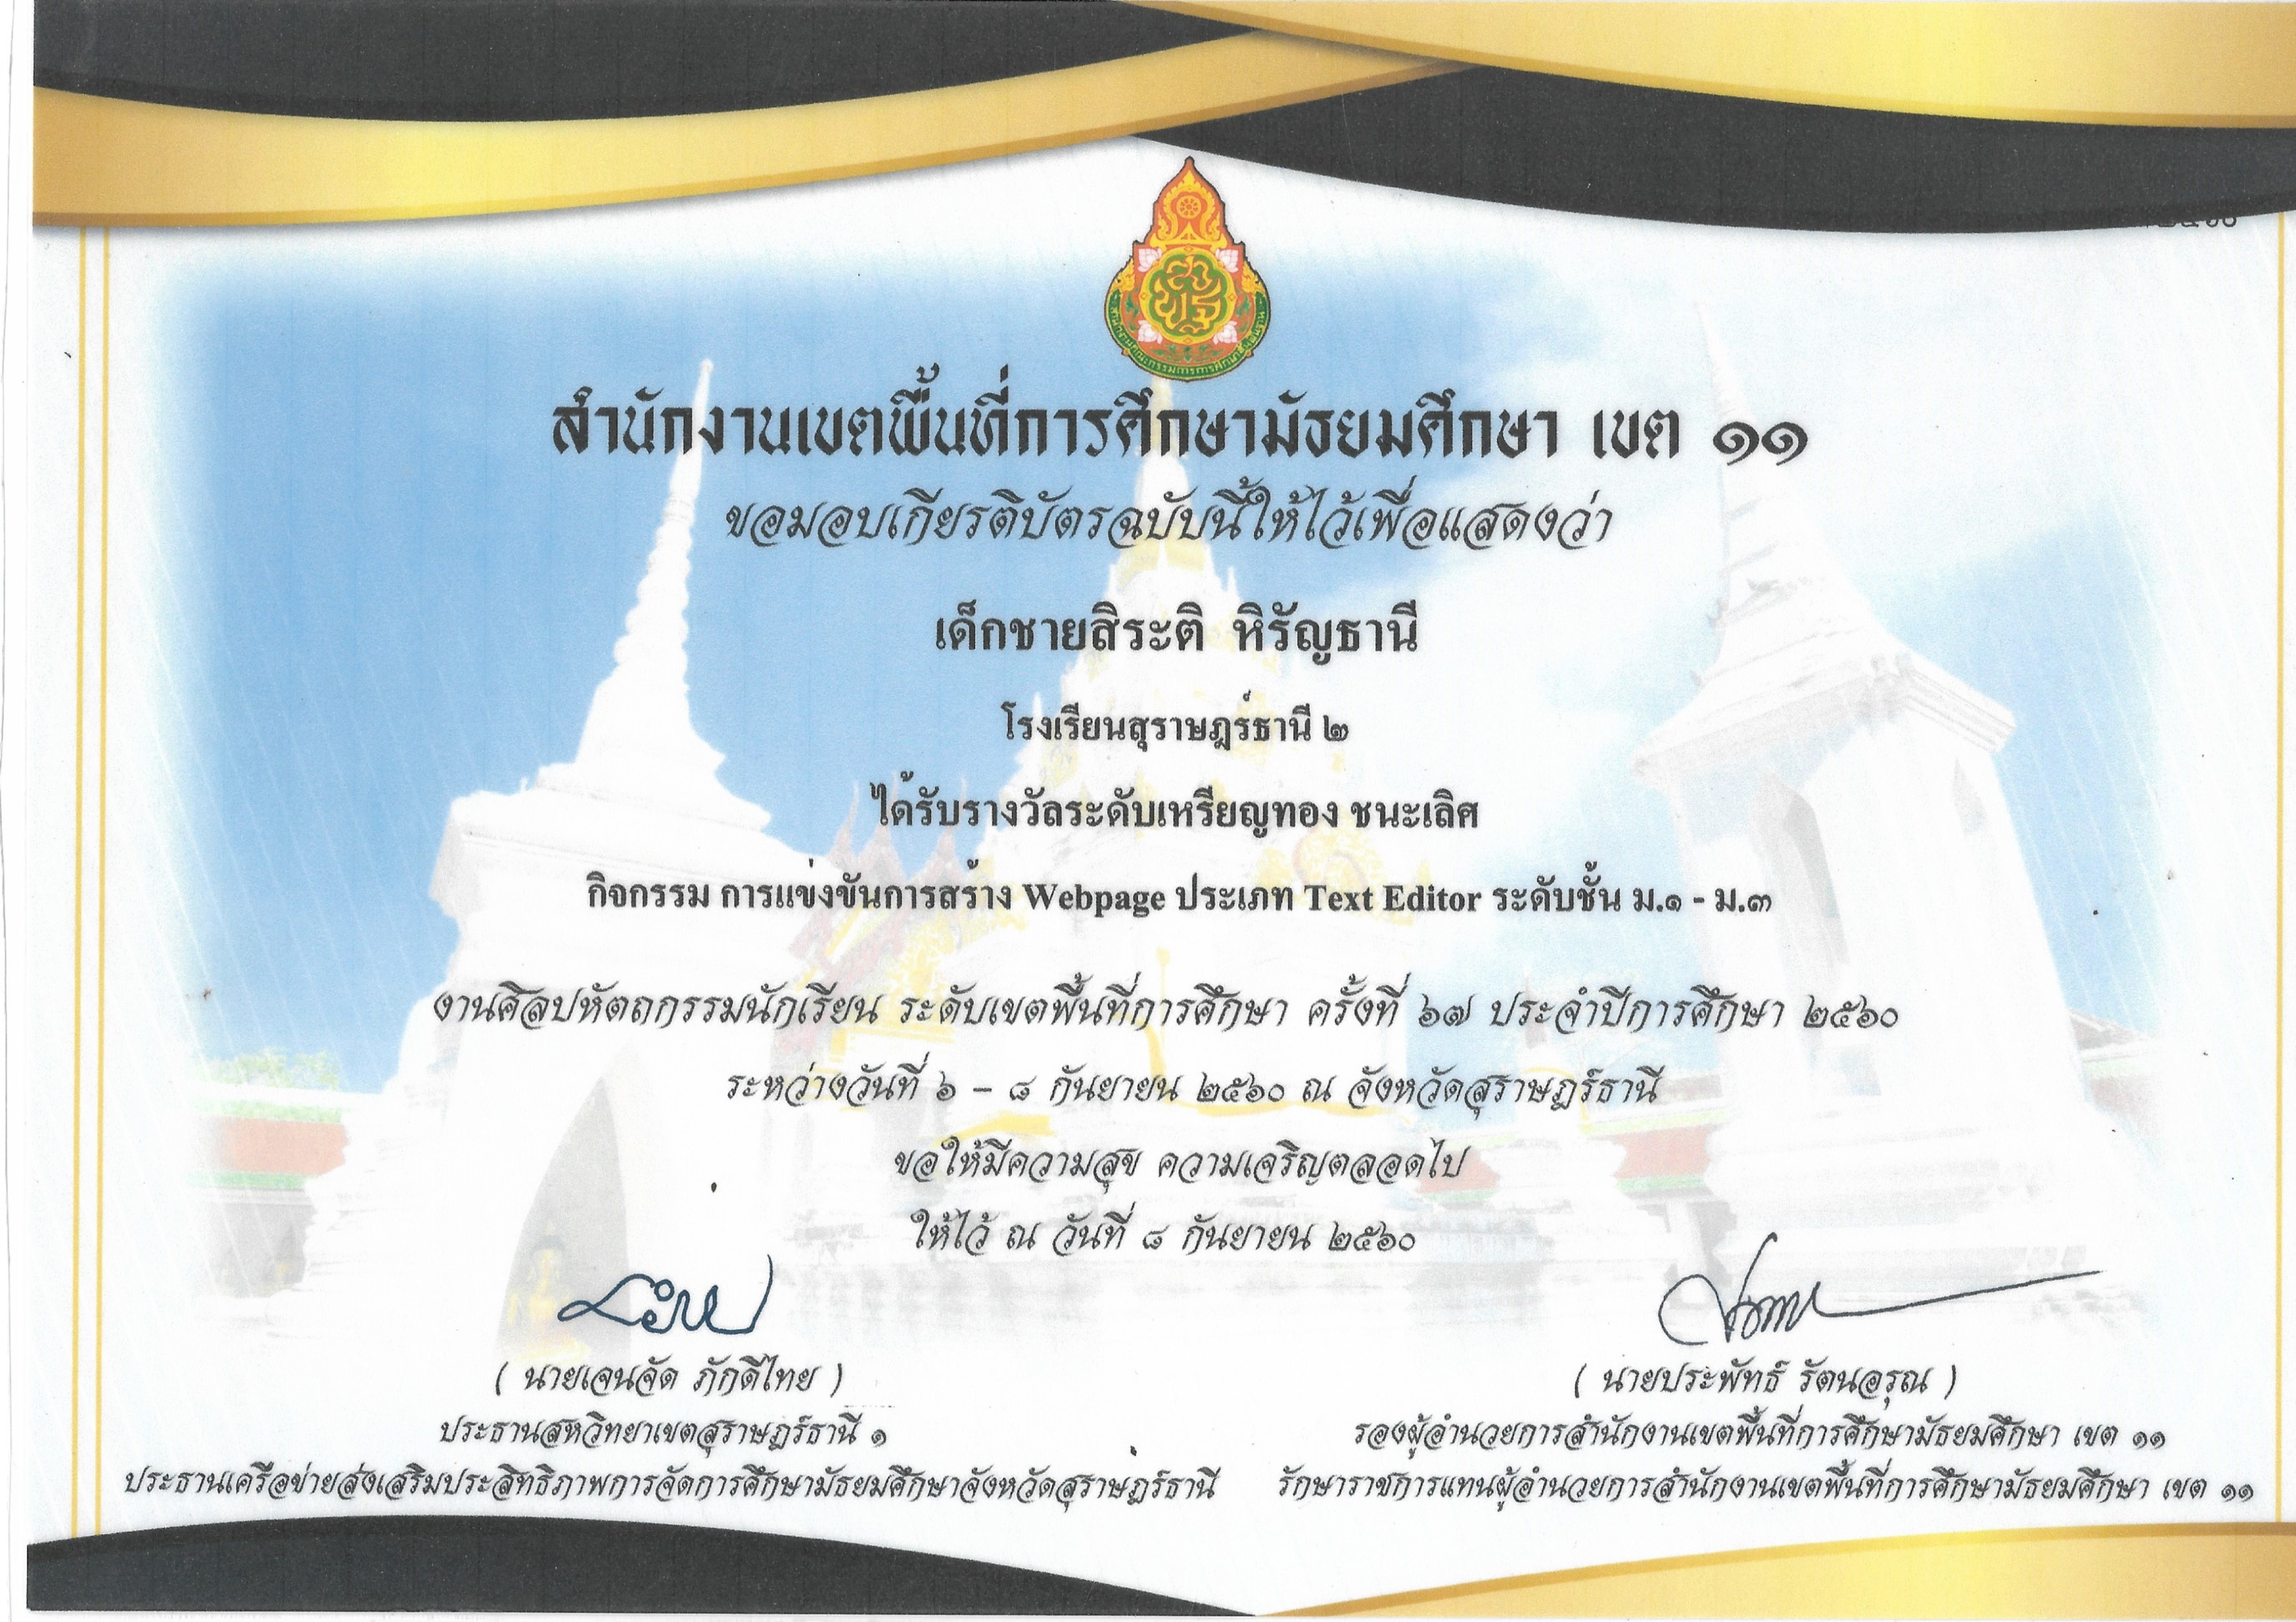 สำนักงานเขตพื้นที่การศึกษามัธยมศึกษา เขต ๑๑
ขอมอบเกียรติบัตรฉบับนี้ให้ไว้เพื่อแสดงว่า
เด็กชายสิระติ หิรัญธานี
โรงเรียนสุราษฎร์ธานี ๒
ได้รับรางวัลระดับเหรียญทอง ชนะเลิศ
กิจกรรม การแข่งขันการสร้าง Webpage ประเภท Text Editor ระดับชั้น ม.๑ - ม.๓
งานศิลปหัตถกรรมนักเรียน ระดับเขตพื้นที่การศึกษา ครั้งที่ ๖๗ ประจำปีการศึกษา ๒๕๖๐
ระหว่างวันที่ ๖ – ๘ กันยายน ๒๕๖๐ ณ จังหวัดสุราษฎร์ธานี
ขอให้มีความสุข ความเจริญตลอดไป
ให้ไว้ ณ วันที่ ๘ กันยายน ๒๕๖๐
( นายเจนจัด ภักดีไทย )
ประธานสหวิทยาเขตสุราษฎร์ธานี ๑
ประธานเครือข่ายส่งเสริมประสิทธิภาพการจัดการศึกษามัธยมศึกษาจังหวัดสุราษฎร์ธานี
( นายประพัทธ์ รัตนอรุณ )
รองผู้อำนวยการสำนักงานเขตพื้นที่การศึกษามัธยมศึกษา เขต ๑๑
รักษาราชการแทนผู้อำนวยการสำนักงานเขตพื้นที่การศึกษามัธยมศึกษา เขต ๑๑